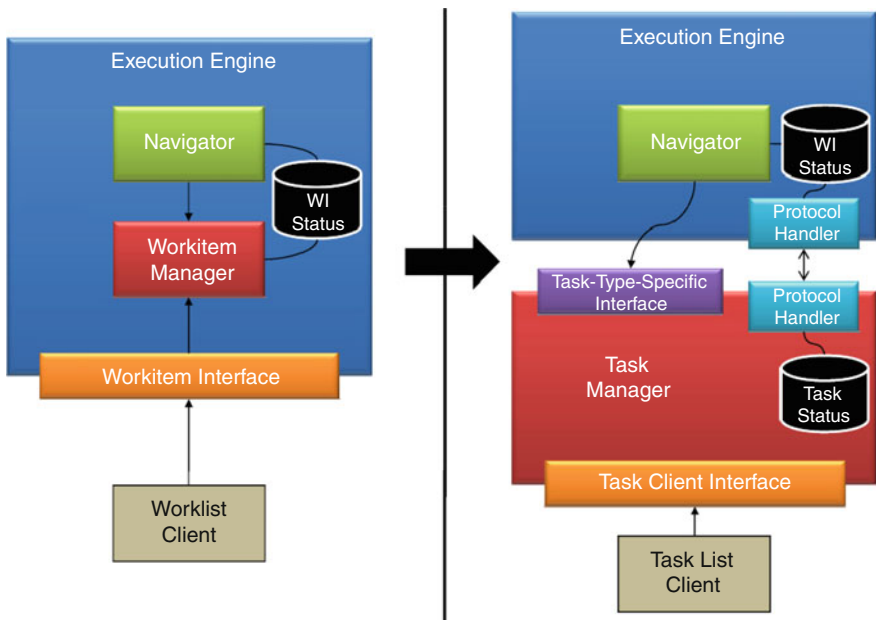 Execution Engine
Navigator
WI
Status
Workitem
Manager
Workitem Interface
Worklist
Client
Execution Engine
Navigator
WI
Status
Protocol
Handler
Task-Type-Specific
Interface
Protocol
Handler
Task
Manager
Task
Status
Task Client Interface
Task List
Client